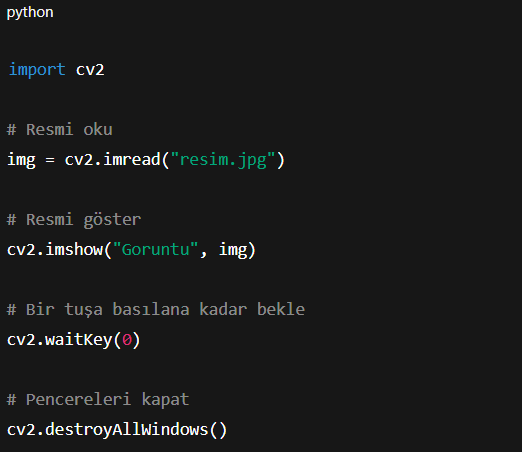 python
import cv2
# Resmi oku
img = cv2.imread("resim.jpg")
# Resmi göster
cv2.imshow("Goruntu", img)
# Bir tuşa basılana kadar bekle
cv2.waitKey(0)
# Pencereleri kapat
cv2.destroyAllWindows()